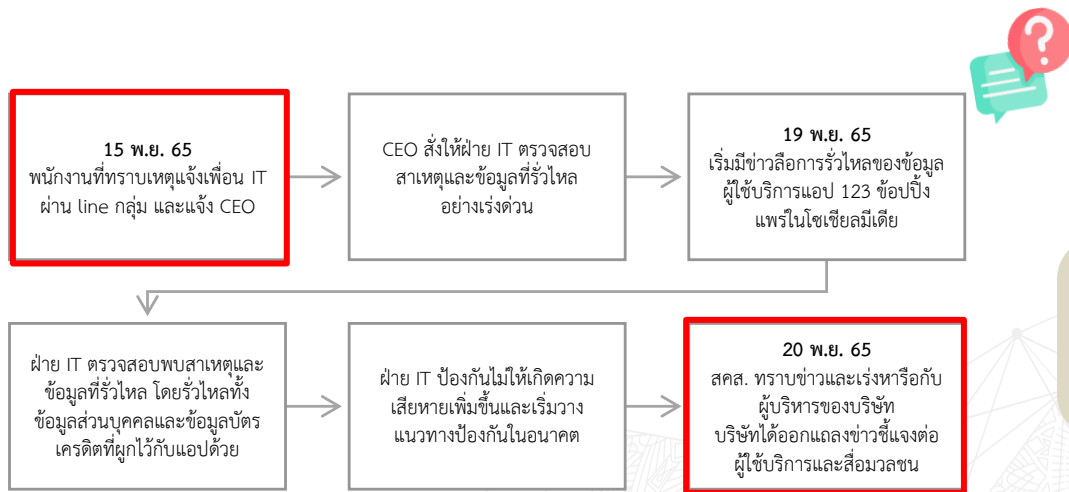 15 พ.ย. 65
พนักงานที่ทราบเหตุแจ้งเพื่อน IT
ผ่าน line กลุ่ม และแจ้ง CEO
CEO สั่งให้ฝ่าย IT ตรวจสอบ
สาเหตุและข้อมูลที่รั่วไหล
อย่างเร่งด่วน
19 พ.ย. 65
เริ่มมีข่าวลือการรั่วไหลของข้อมูล
ผู้ใช้บริการแอป 123 ช้อปปิ้ง
แพร่ในโซเชียลมีเดีย
ฝ่าย IT ตรวจสอบพบสาเหตุและ
ข้อมูลที่รั่วไหล โดยรั่วไหลทั้ง
ข้อมูลส่วนบุคคลและข้อมูลบัตร
เครดิตที่ผูกไว้กับแอปด้วย
ฝ่าย IT ป้องกันไม่ให้เกิดความ
เสียหายเพิ่มขึ้นและเริ่มวาง
แนวทางป้องกันในอนาคต
20 พ.ย. 65
สคส. ทราบข่าวและเร่งหารือกับ
ผู้บริหารของบริษัท
บริษัทได้ออกแถลงข่าวชี้แจงต่อ
ผู้ใช้บริการและสื่อมวลชน